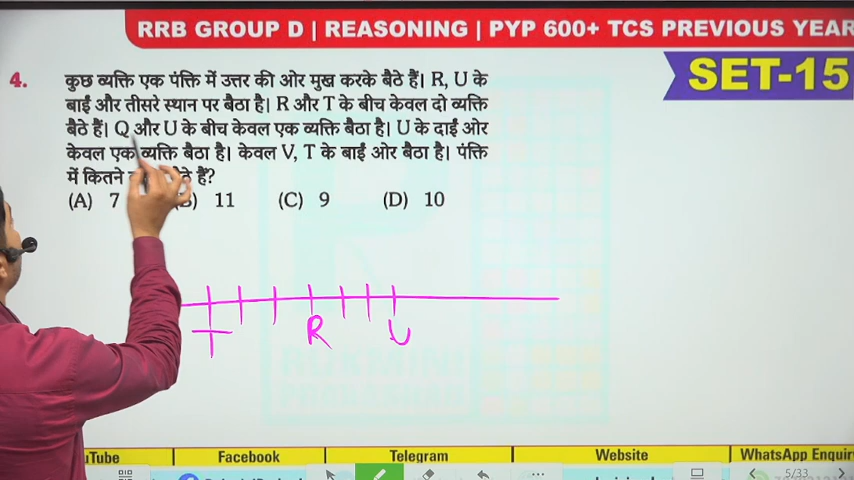 RRB GROUP D | REASONING | PYP 600+ TCS PREVIOUS YEAR
SET-15
4. कुछ व्यक्ति एक पंक्ति में उत्तर की ओर मुख करके बैठे हैं। R, U के
बाईं ओर तीसरे स्थान पर बैठा है। R और T के बीच केवल दो व्यक्ति
बैठे हैं। Q और U के बीच केवल एक व्यक्ति बैठा है। U के दाईं ओर
केवल एक व्यक्ति बैठा है। केवल V, T के बाईं ओर बैठा है। पंक्ति
में कितने हैं?
(A) 7 (B) 11 (C) 9 (D) 10
T R U
uTube Facebook Telegram Website WhatsApp Enquiry
5/33